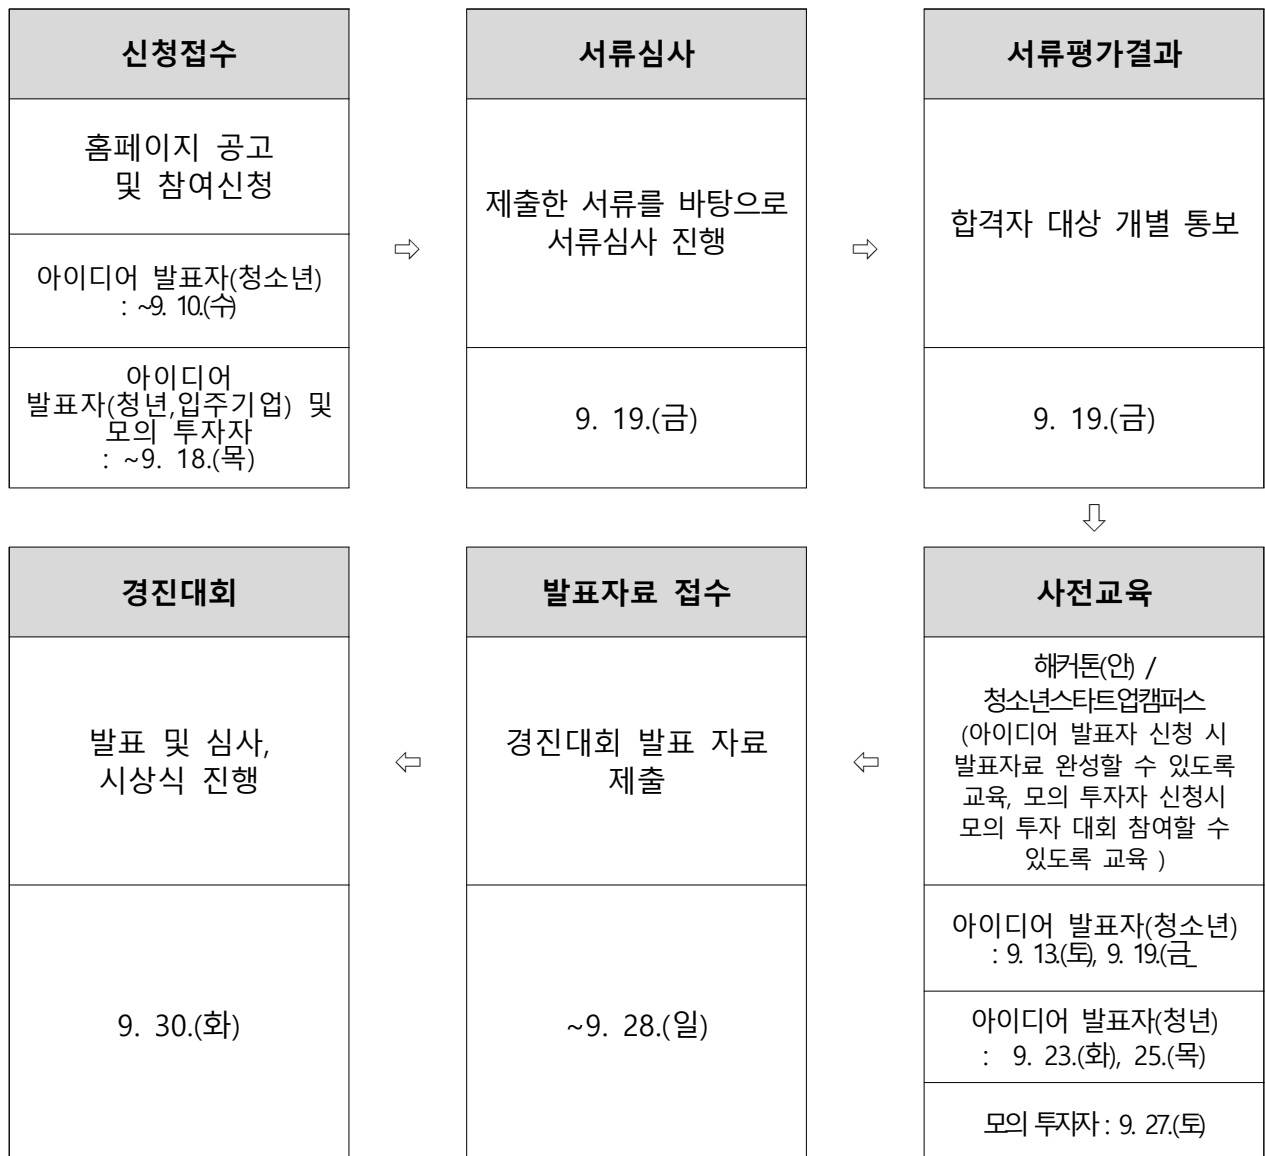 신청접수
홈페이지 공고
및 참여신청
아이디어 발표자(청소년)
: ~9. 10.(수)
아이디어
발표자(청년,입주기업) 및
모의 투자자
: ~9. 18.(목)
⇨
서류심사
제출한 서류를 바탕으로
서류심사 진행
9. 19.(금)
⇨
서류평가결과
합격자 대상 개별 통보
9. 19.(금)
⇩
사전교육
해커톤(안) /
청소년스타트업캠퍼스
(아이디어 발표자 신청 시
발표자료 완성할 수 있도록
교육, 모의 투자자 신청시
모의 투자 대회 참여할 수
있도록 교육 )
아이디어 발표자(청소년)
: 9. 13.(토), 9. 19.(금_
아이디어 발표자(청년)
: 9. 23.(화), 25.(목)
모의 투자자 : 9. 27.(토)
⇦
발표자료 접수
경진대회 발표 자료
제출
~9. 28.(일)
⇦
경진대회
발표 및 심사,
시상식 진행
9. 30.(화)